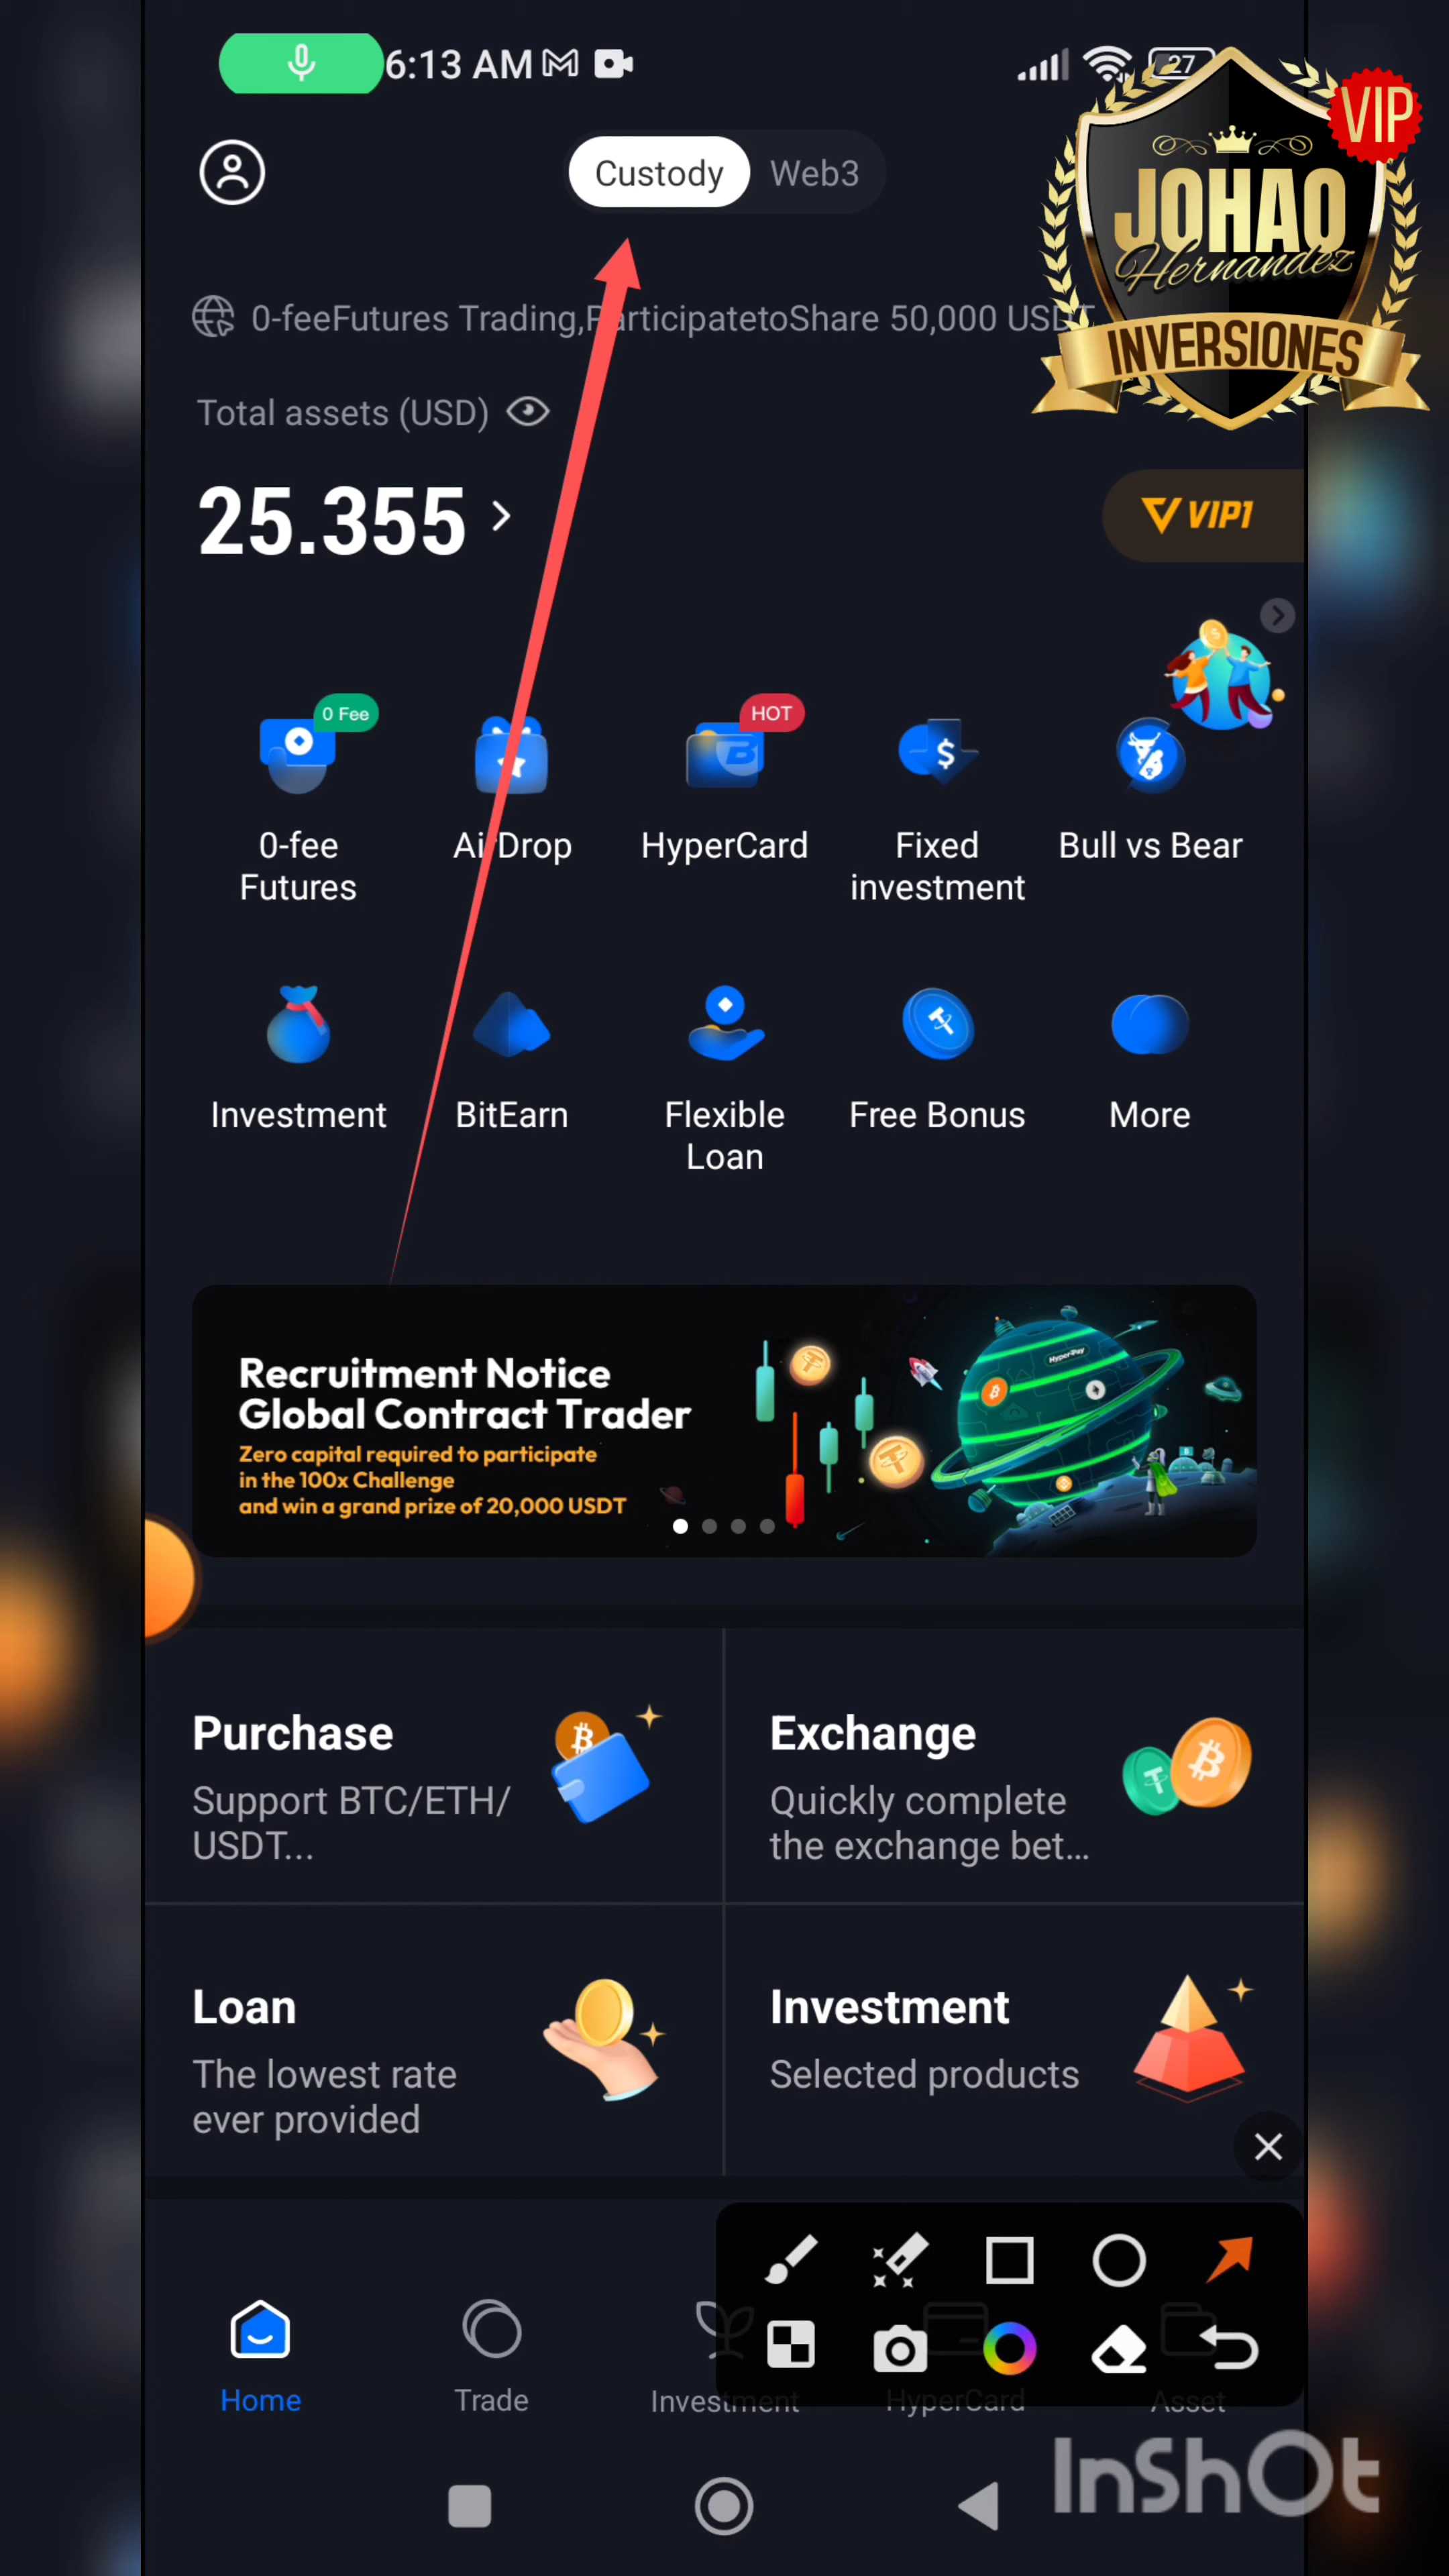 6:13 AM
27
VIP
Custody
Web3
JOHAO
Hernandez
INVERSIONES
0-feeFutures Trading,ParticipatetoShare 50,000 USDT
Total assets (USD)
25.355
VIP1
0 Fee
HOT
0-fee
Futures
AirDrop
HyperCard
Fixed
investment
Bull vs Bear
Investment
BitEarn
Flexible
Loan
Free Bonus
More
Recruitment Notice
Global Contract Trader
Zero capital required to participate
in the 100x Challenge
and win a grand prize of 20,000 USDT
HyperPay
Purchase
Support BTC/ETH/
USDT...
Exchange
Quickly complete
the exchange bet...
Loan
The lowest rate
ever provided
Investment
Selected products
Home
Trade
Investment
HyperCard
Asset
InShOt